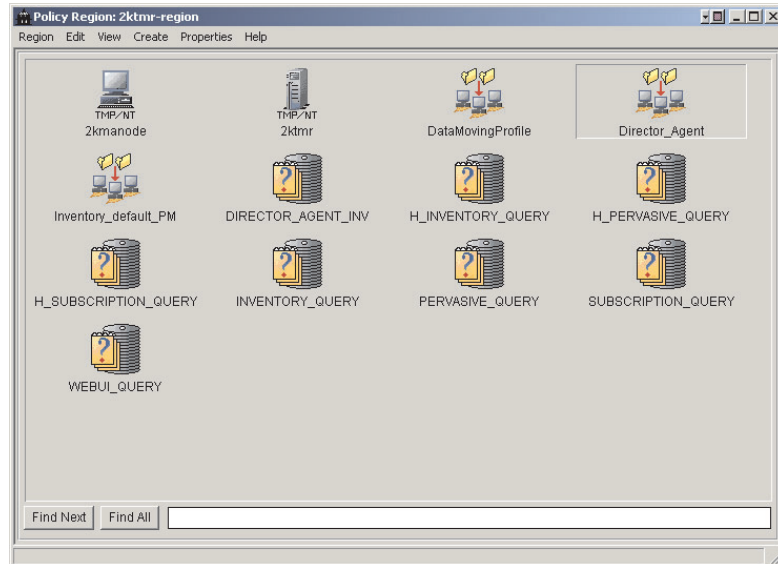 Policy Region: 2ktmr-region
Region Edit View Create Properties Help
TMP/NT TMP/NT
2kmanode 2ktmr DataMovingProfile Director_Agent
Inventory_default_PM DIRECTOR_AGENT_INV H_INVENTORY_QUERY H_PERVASIVE_QUERY
H_SUBSCRIPTION_QUERY INVENTORY_QUERY PERVASIVE_QUERY SUBSCRIPTION_QUERY
WEBUI_QUERY
Find Next Find All